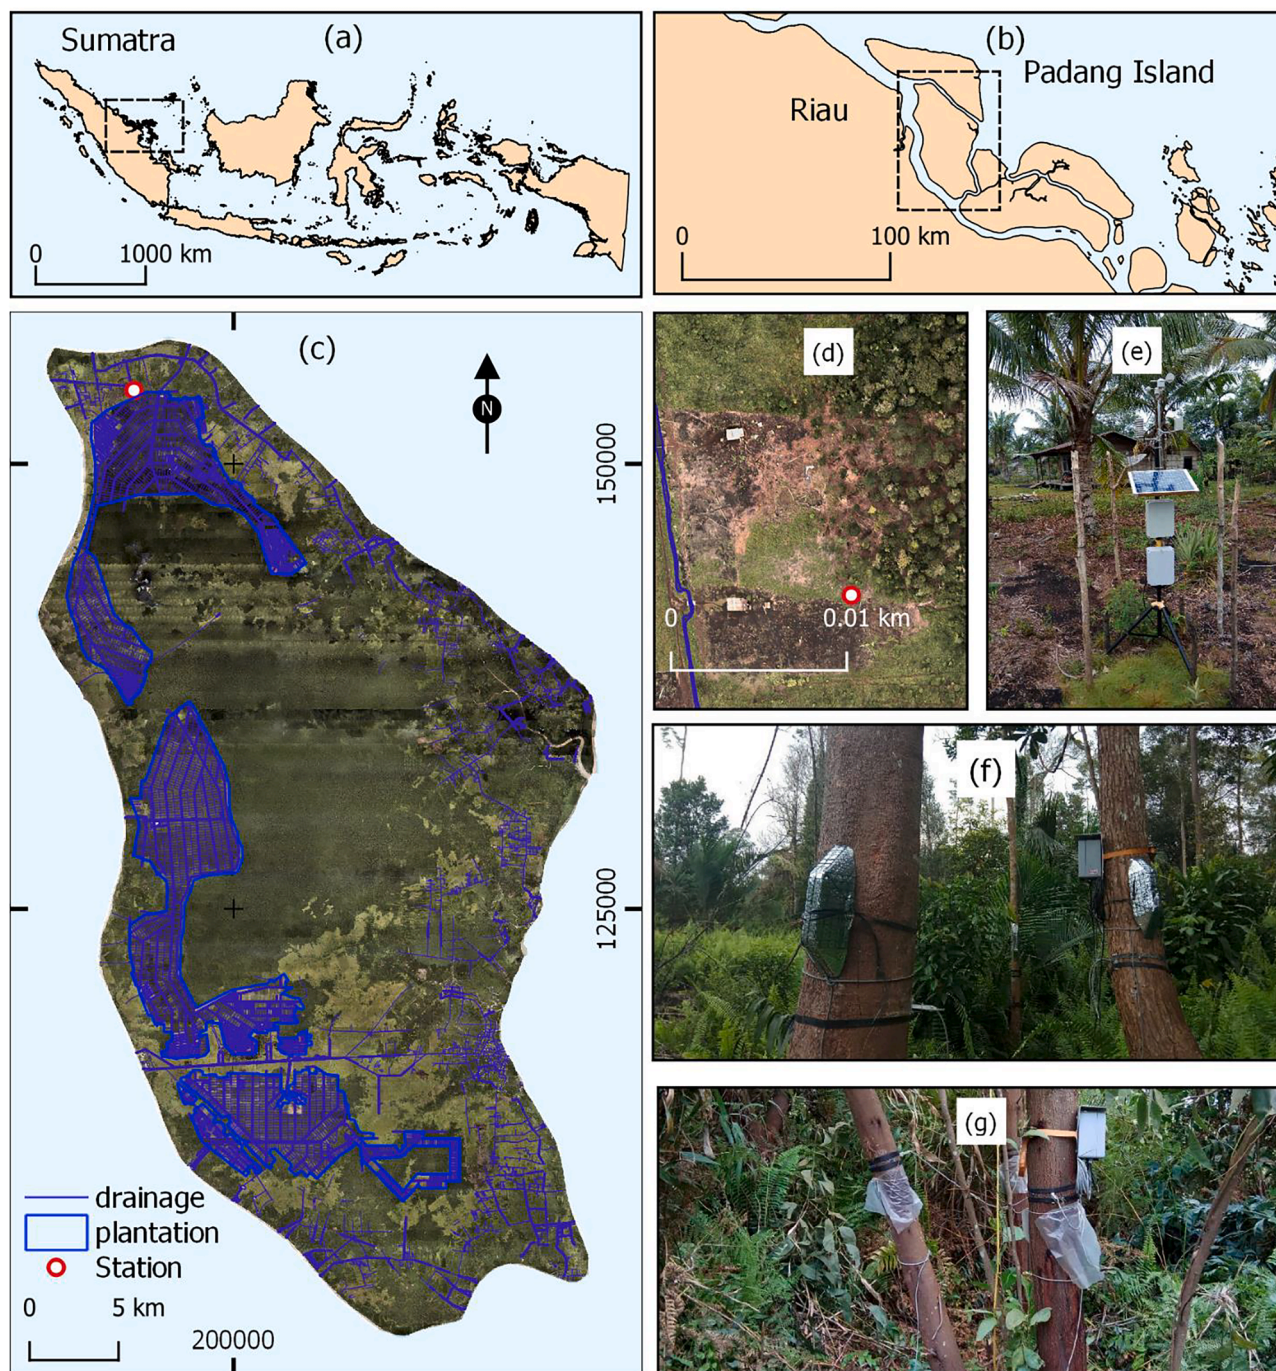 Sumatra
(a)
0
1000 km
(b)
Padang Island
Riau
0
100 km
(c)
N
150000
125000
drainage
plantation
Station
0
5 km
200000
(d)
0
0.01 km
(e)
(f)
(g)